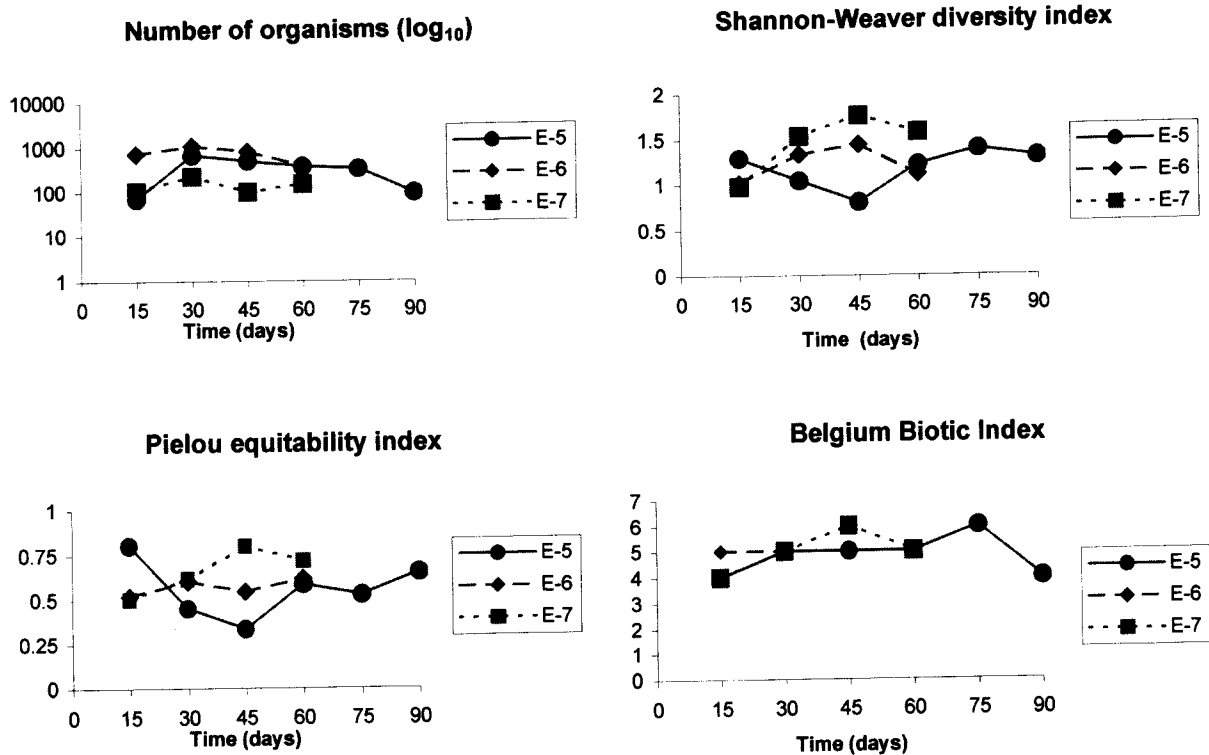 Number of organisms (log10)
10000
1000
100
10
1
0 15 30 45 60 75 90
Time (days)
E-5
E-6
E-7
Shannon-Weaver diversity index
2
1.5
1
0.5
0
0 15 30 45 60 75 90
Time (days)
E-5
E-6
E-7
Pielou equitability index
1
0.75
0.5
0.25
0
0 15 30 45 60 75 90
Time (days)
E-5
E-6
E-7
Belgium Biotic Index
7
6
5
4
3
2
1
0
0 15 30 45 60 75 90
Time (days)
E-5
E-6
E-7